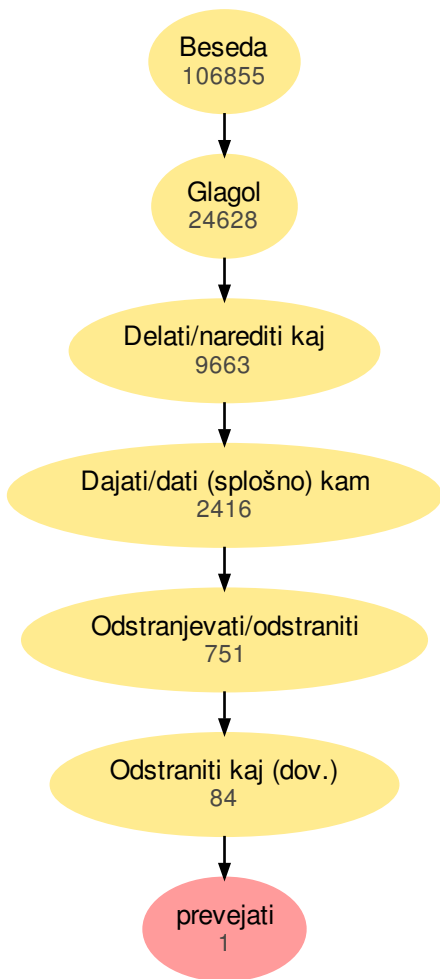 Beseda
106855
Glagol
24628
Delati/narediti kaj
9663
Dajati/dati (splošno) kam
2416
Odstranjevati/odstraniti
751
Odstraniti kaj (dov.)
84
prevejati
1